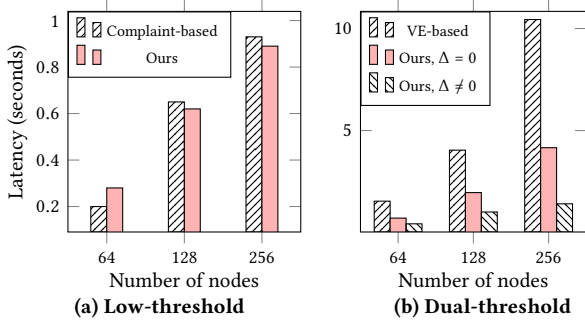 Latency (seconds)
1
0.8
0.6
0.4
0.2
Complaint-based
Ours
64
128
256
Number of nodes
(a) Low-threshold
10
5
VE-based
Ours, Δ = 0
Ours, Δ ≠ 0
64
128
256
Number of nodes
(b) Dual-threshold